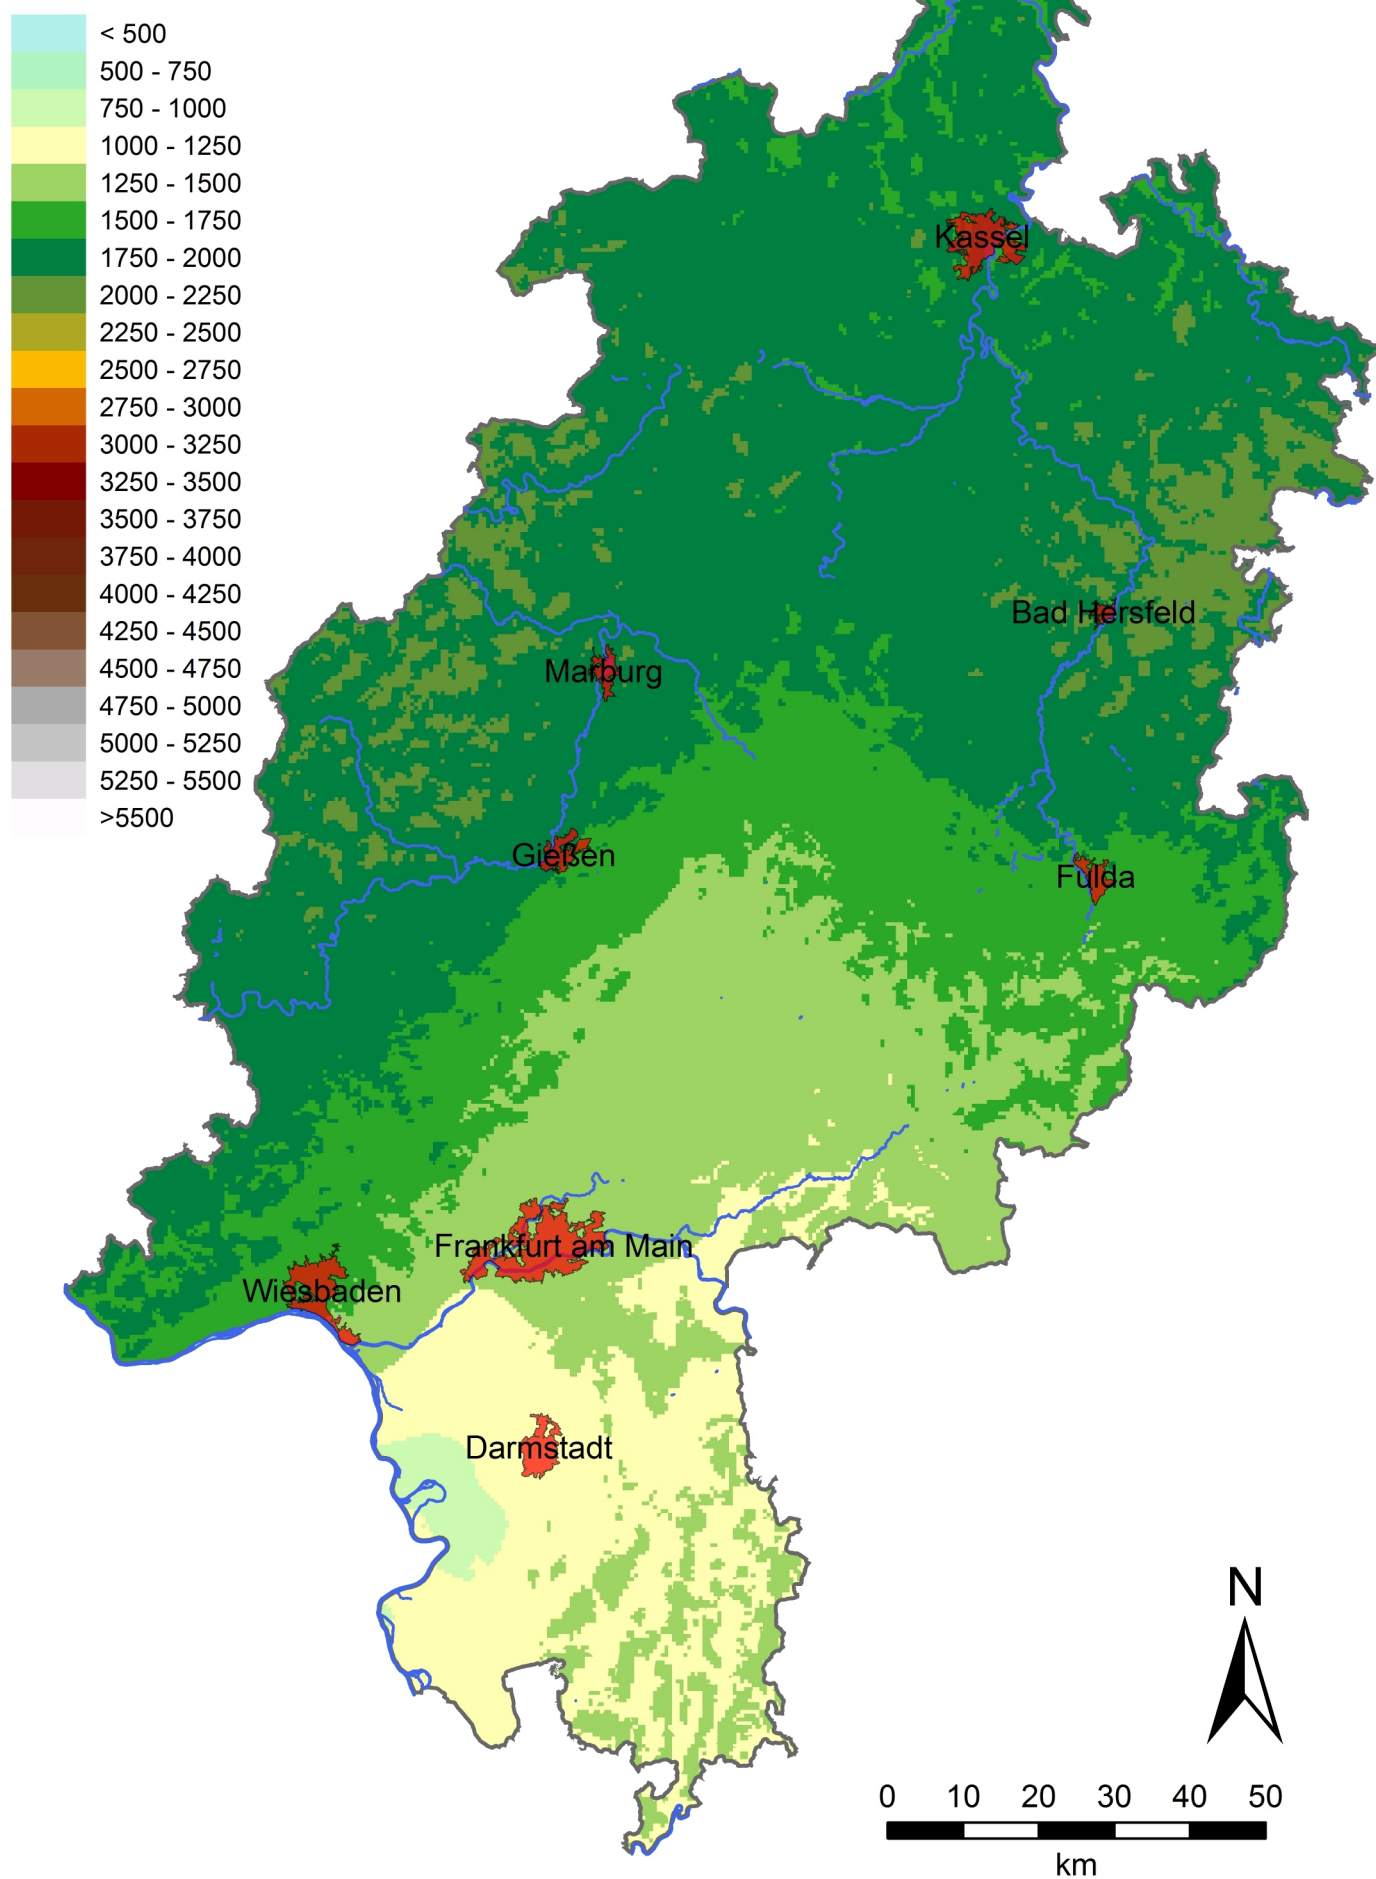 < 500
500 - 750
750 - 1000
1000 - 1250
1250 - 1500
1500 - 1750
1750 - 2000
2000 - 2250
2250 - 2500
2500 - 2750
2750 - 3000
3000 - 3250
3250 - 3500
3500 - 3750
3750 - 4000
4000 - 4250
4250 - 4500
4500 - 4750
4750 - 5000
5000 - 5250
5250 - 5500
>5500
Kassel
Bad Hersfeld
Marburg
Gießen
Fulda
Frankfurt am Main
Wiesbaden
Darmstadt
N
0 10 20 30 40 50
km